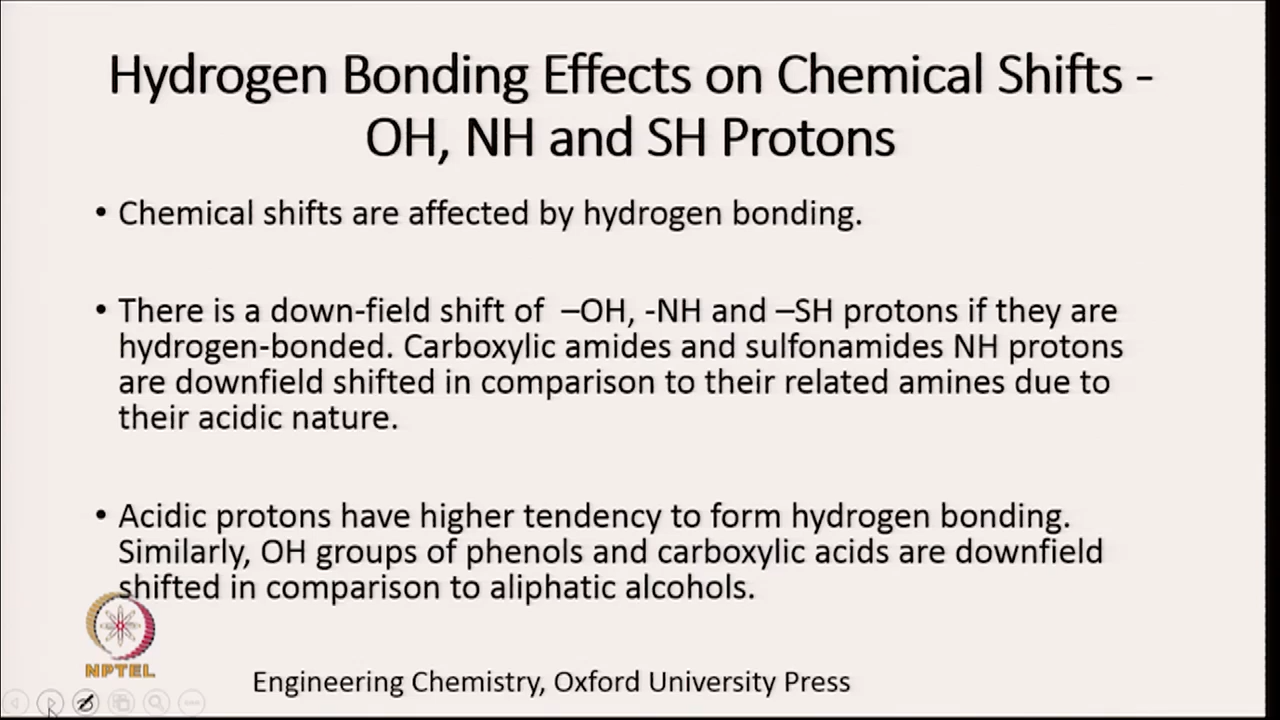 Hydrogen Bonding Effects on Chemical Shifts -
OH, NH and SH Protons
• Chemical shifts are affected by hydrogen bonding.
• There is a down-field shift of –OH, -NH and –SH protons if they are
hydrogen-bonded. Carboxylic amides and sulfonamides NH protons
are downfield shifted in comparison to their related amines due to
their acidic nature.
• Acidic protons have higher tendency to form hydrogen bonding.
Similarly, OH groups of phenols and carboxylic acids are downfield
shifted in comparison to aliphatic alcohols.
NPTEL
Engineering Chemistry, Oxford University Press